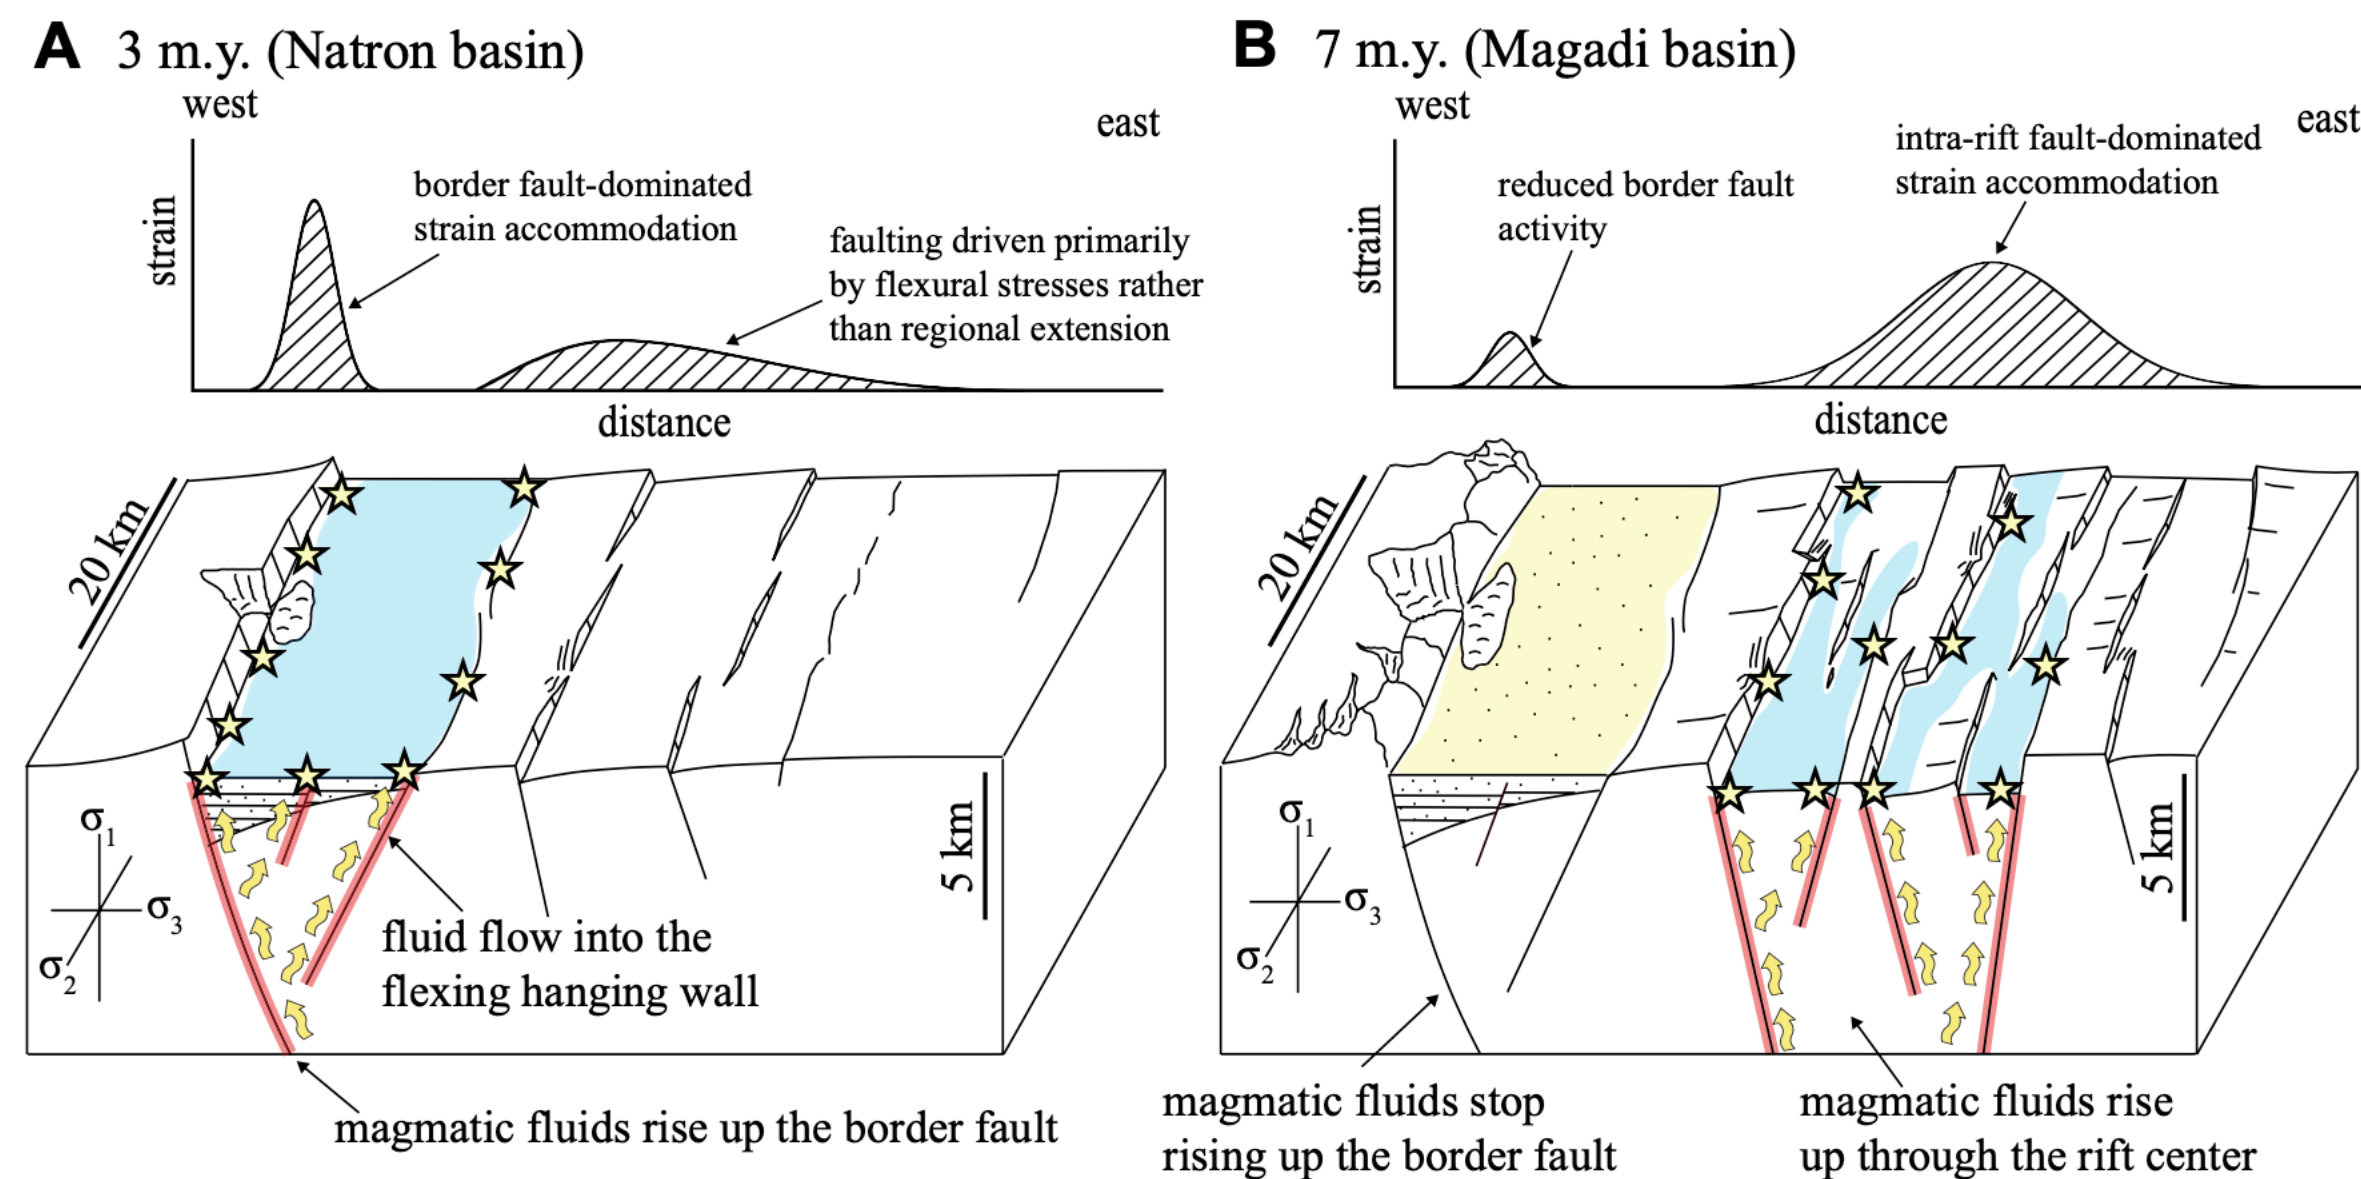 A 3 m.y. (Natron basin)
west
east
strain
border fault-dominated
strain accommodation
faulting driven primarily
by flexural stresses rather
than regional extension
distance
20 km
5 km
σ1
σ3
σ2
fluid flow into the
flexing hanging wall
magmatic fluids rise up the border fault
B 7 m.y. (Magadi basin)
west
east
strain
reduced border fault
activity
intra-rift fault-dominated
strain accommodation
distance
20 km
5 km
σ1
σ3
σ2
magmatic fluids stop
rising up the border fault
magmatic fluids rise
up through the rift center